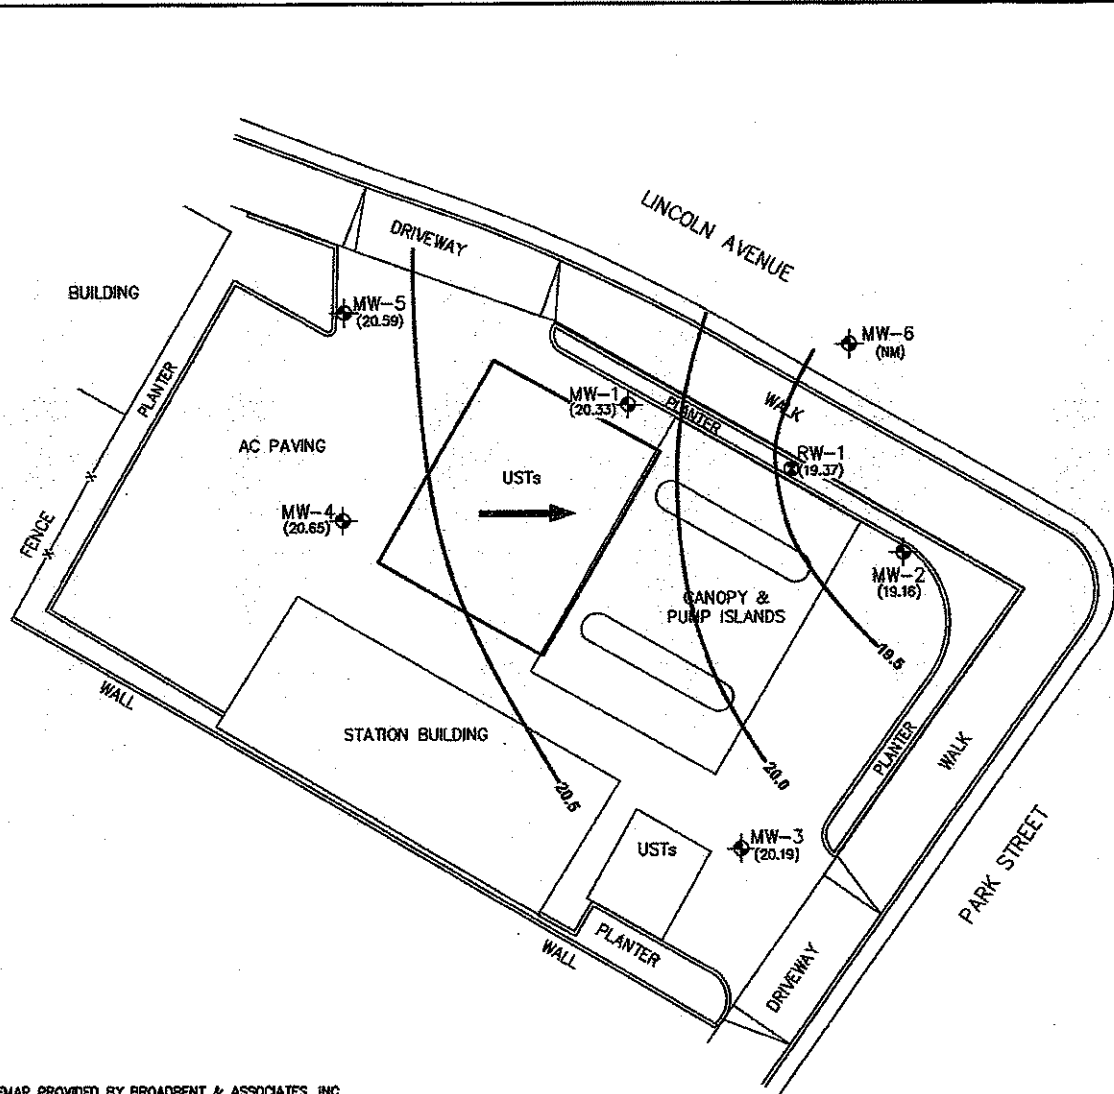 LINCOLN AVENUE
DRIVEWAY
BUILDING
MW-5
(20.59)
MW-6
(NM)
PLANTER
MW-1
(20.33)
PLANTER
WALK
AC PAVING
RW-1
(19.37)
USTs
MW-4
(20.65)
FENCE
MW-2
(19.16)
CANOPY &
PUMP ISLANDS
19.5
WALL
STATION BUILDING
PLANTER
WALK
20.0
20.5
USTs
MW-3
(20.19)
PARK STREET
PLANTER
WALL
DRIVEWAY
PROVIDED BY BROADBENT & ASSOCIATES, INC